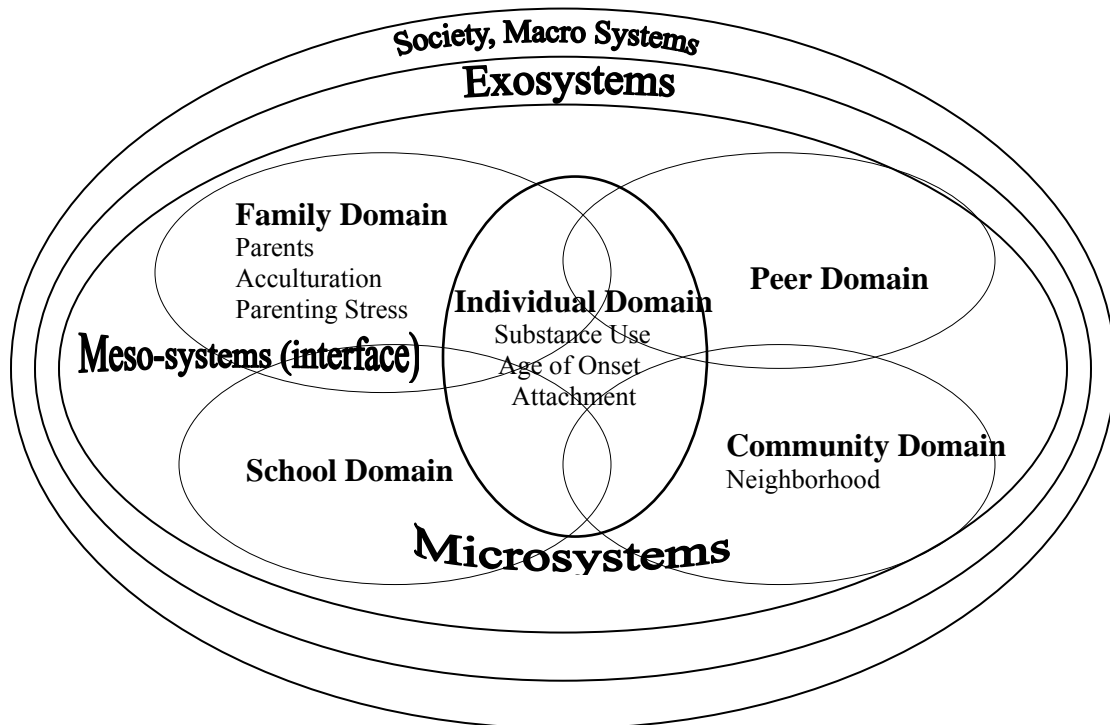 Society, Macro Systems
Exosystems
Family Domain
Parents
Acculturation
Parenting Stress
Meso-systems (interface)
Individual Domain
Substance Use
Age of Onset
Attachment
Peer Domain
School Domain
Community Domain
Neighborhood
Microsystems